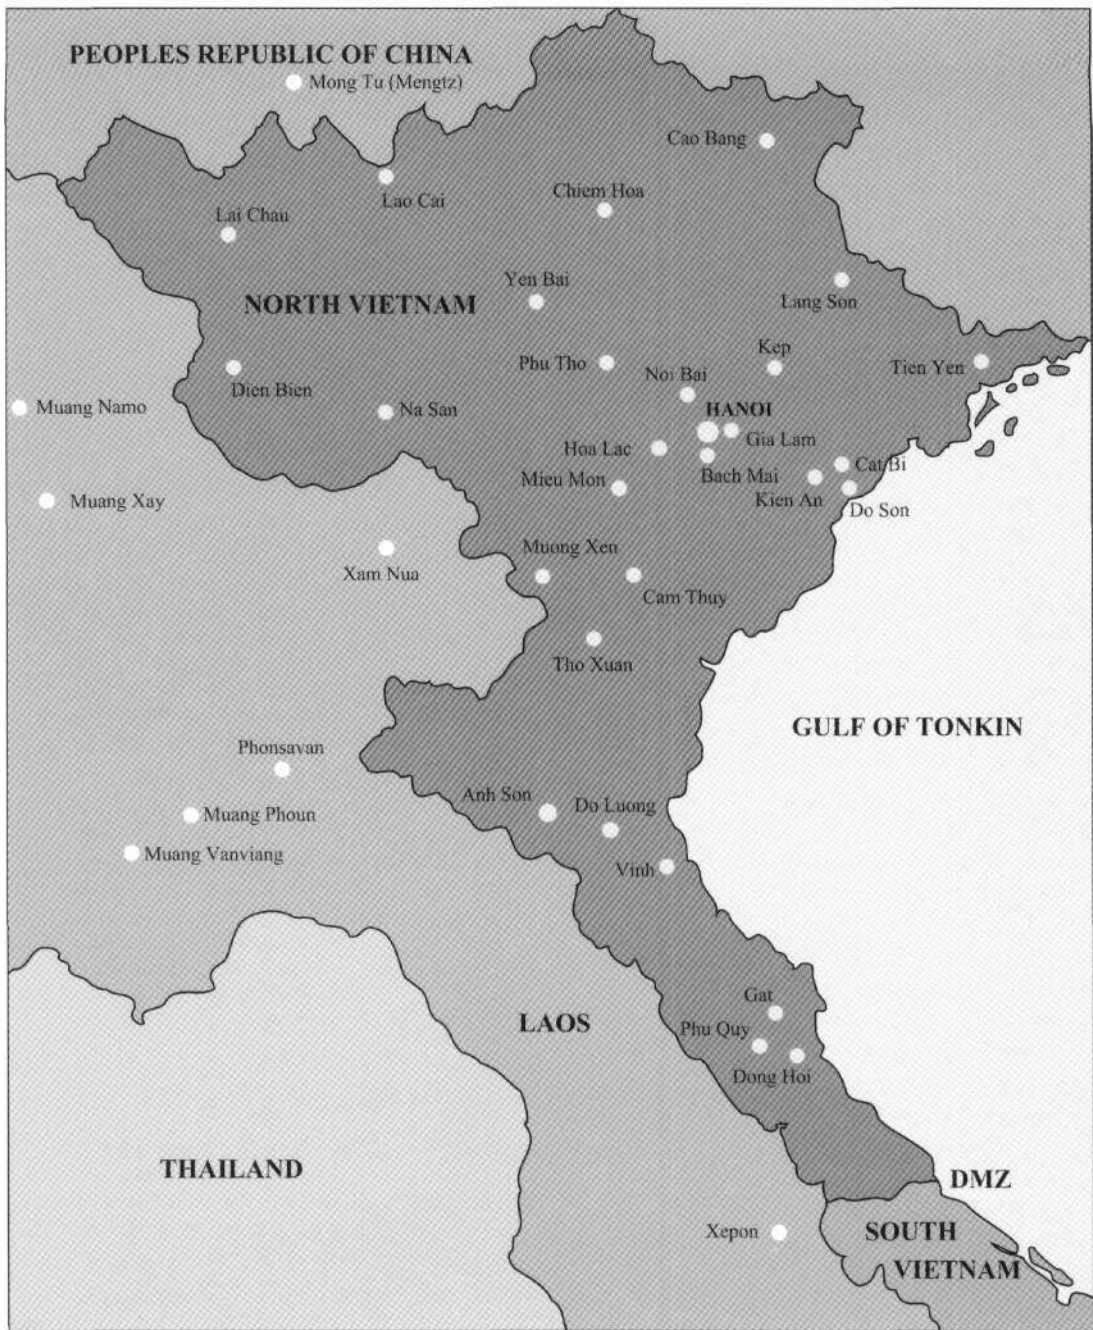 PEOPLES REPUBLIC OF CHINA
Mong Tu (Mengtz)
Cao Bang
Lao Cai
Chiem Hoa
Lai Chau
Yen Bai
NORTH VIETNAM
Lang Son
Kep
Phu Tho
Tien Yen
Noi Bai
Dien Bien
Muang Namo
Na San
HANOI
Gia Lam
Hoa Lac
Cat Bi
Bach Mai
Mieu Mon
Kien An
Muang Xay
Do Son
Muong Xen
Xam Nua
Cam Thuy
Tho Xuan
GULF OF TONKIN
Phonsavan
Anh Son
Do Luong
Muang Phoun
Muang Vanviang
Vinh
Gat
LAOS
Phu Quy
Dong Hoi
THAILAND
DMZ
Xepon
SOUTH
VIETNAM